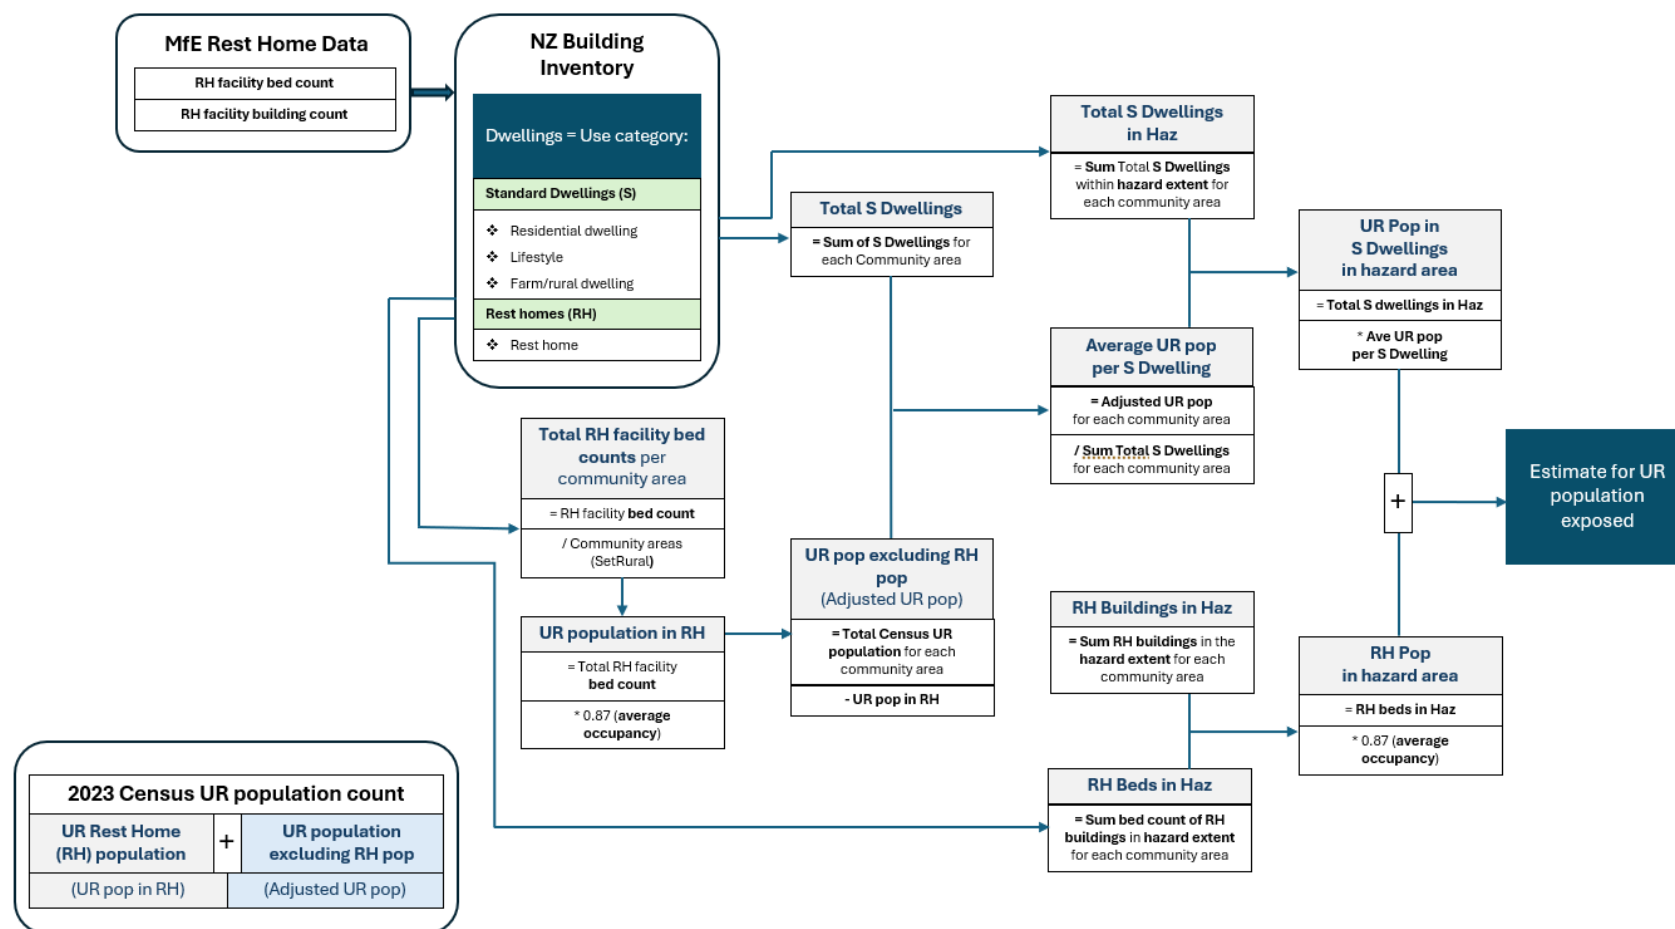 MfE Rest Home Data
RH facility bed count
RH facility building count
NZ Building
Inventory
Dwellings = Use category:
Standard Dwellings (S)
❖ Residential dwelling
❖ Lifestyle
❖ Farm/rural dwelling
Rest homes (RH)
❖ Rest home
Total S Dwellings
= Sum of S Dwellings for
each Community area
Total S Dwellings
in Haz
= Sum Total S Dwellings
within hazard extent for
each community area
UR Pop in
S Dwellings
in hazard area
= Total S dwellings in Haz
* Ave UR pop
per S Dwelling
Average UR pop
per S Dwelling
= Adjusted UR pop
for each community area
/ Sum Total S Dwellings
for each community area
Total RH facility bed
counts per
community area
= RH facility bed count
/ Community areas
(SetRural)
UR population in RH
= Total RH facility
bed count
* 0.87 (average
occupancy)
UR pop excluding RH
pop
(Adjusted UR pop)
= Total Census UR
population for each
community area
- UR pop in RH
+
Estimate for UR
population
exposed
RH Buildings in Haz
= Sum RH buildings in the
hazard extent for each
community area
RH Pop
in hazard area
= RH beds in Haz
* 0.87 (average
occupancy)
RH Beds in Haz
= Sum bed count of RH
buildings in hazard extent
for each community area
2023 Census UR population count
UR Rest Home
(RH) population
+
UR population
excluding RH pop
(UR pop in RH)
(Adjusted UR pop)